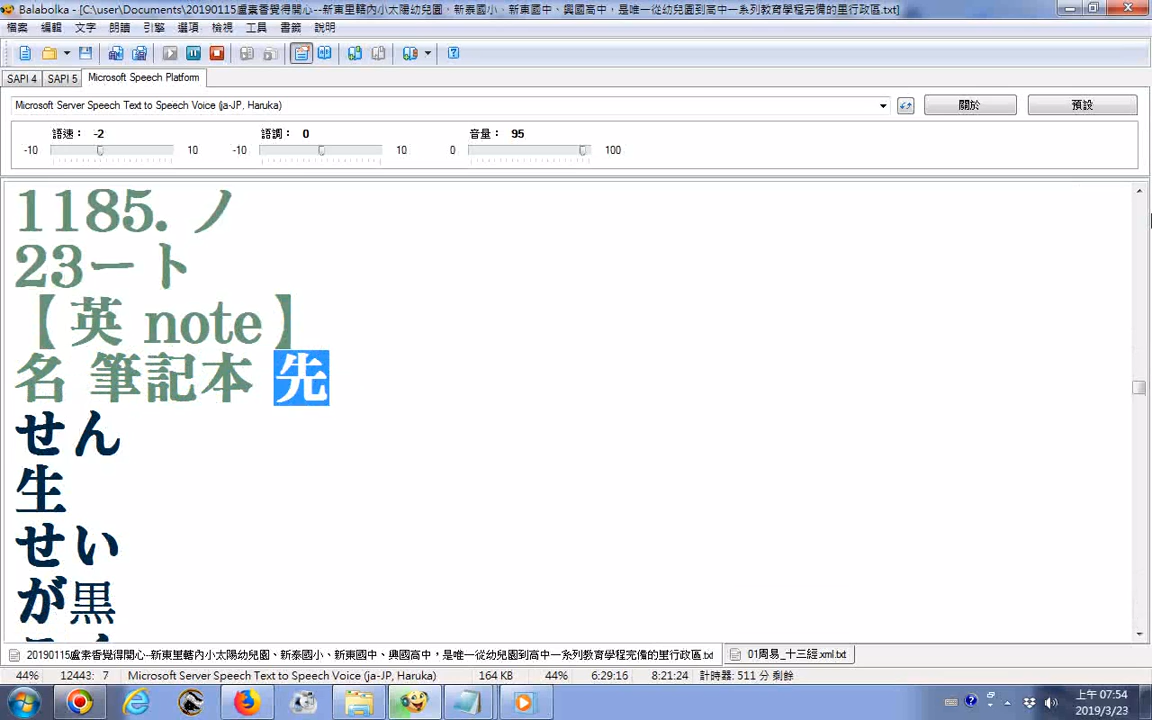 Balabolka - [C:\user\Documents\20190115盧素香覺得開心--新東里轄內小太陽幼兒園、新泰國小、新東國中、興國高中，是唯一從幼兒園到高中一系列教育學程完備的里行政區.txt]
檔案 編輯 文字 朗讀 引擎 選項 檢視 工具 書籤 說明
SAPI 4 SAPI 5 Microsoft Speech Platform
Microsoft Server Speech Text to Speech Voice (ja-JP, Haruka)
關於 預設
語速： -2 語調： 0 音量： 95
-10 10 -10 10 0 100
1185. ノ
23ート
【英 note】
名 筆記本 先
せん
生
せい
が黒
20190115盧素香覺得開心--新東里轄內小太陽幼兒園、新泰國小、新東國中、興國高中，是唯一從幼兒園到高中一系列教育學程完備的里行政區.txt 01周易_十三經.xml.txt
44% 12443: 7 Microsoft Server Speech Text to Speech Voice (ja-JP, Haruka) 164 KB 44% 6:29:16 8:21:24 計時器: 511 分 剩餘
上午 07:54
2019/3/23